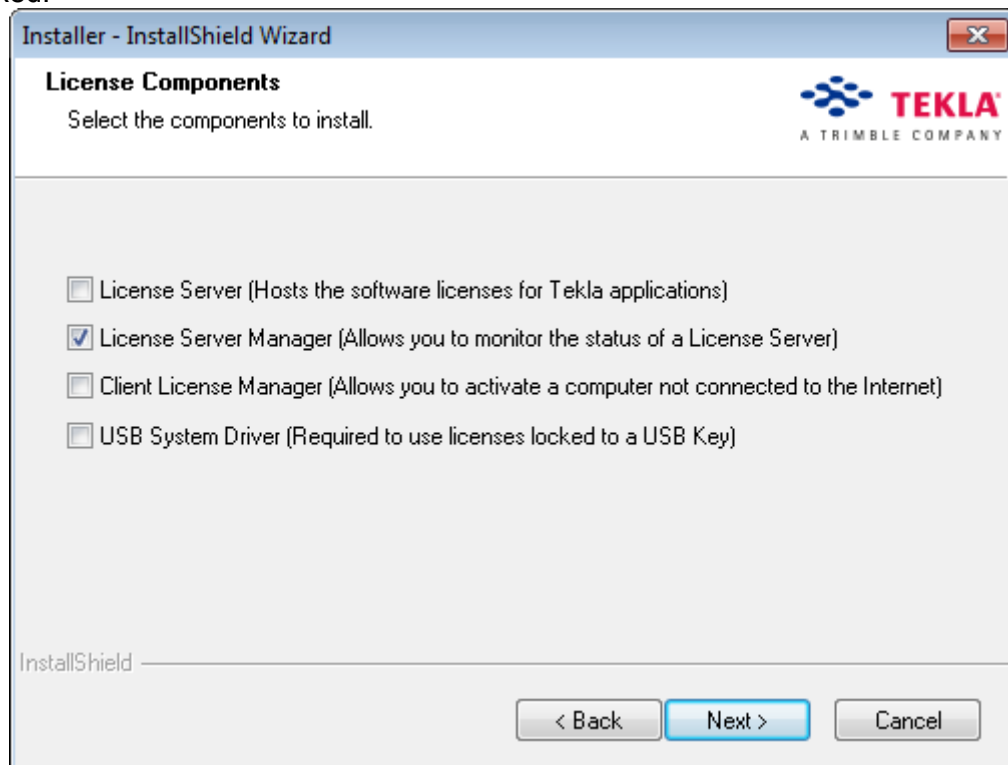 Installer - InstallShield Wizard
License Components
Select the components to install.
TEKLA
A TRIMBLE COMPANY
License Server (Hosts the software licenses for Tekla applications)
License Server Manager (Allows you to monitor the status of a License Server)
Client License Manager (Allows you to activate a computer not connected to the Internet)
USB System Driver (Required to use licenses locked to a USB Key)
InstallShield
< Back Next > Cancel